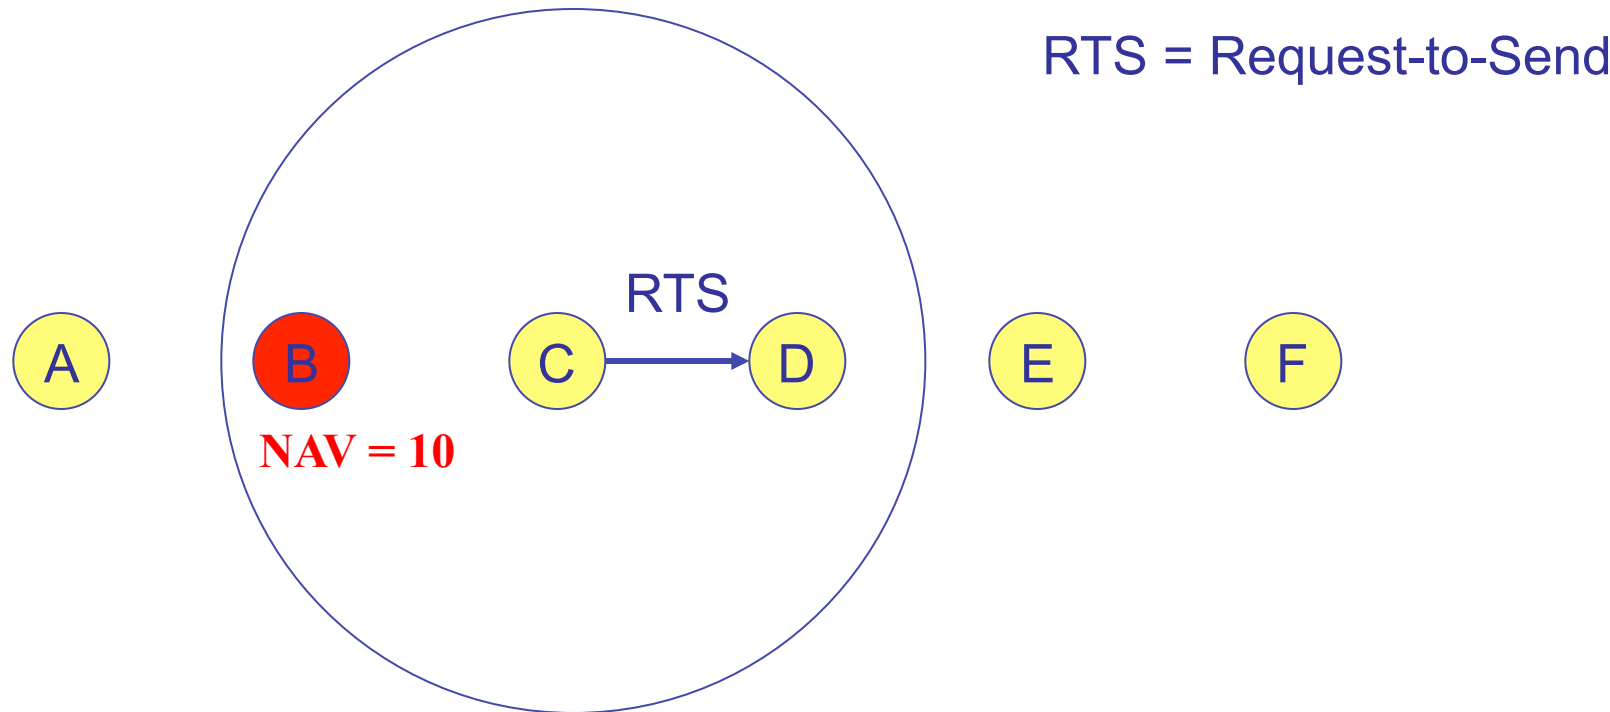 RTS = Request-to-Send
RTS
A B C D E F
NAV = 10